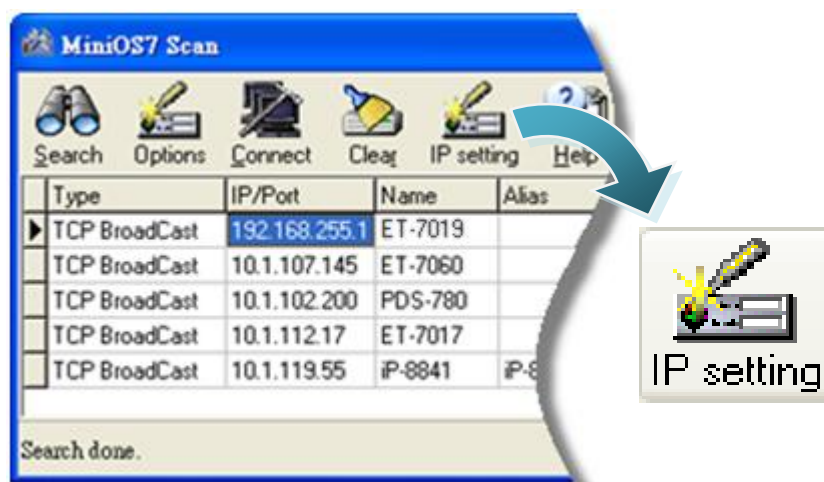 MiniOS7 Scan
Search Options Connect Clear IP setting Help
Type IP/Port Name Alias
TCP BroadCast 192.168.255.1 ET-7019
TCP BroadCast 10.1.107.145 ET-7060
TCP BroadCast 10.1.102.200 PDS-780
TCP BroadCast 10.1.112.17 ET-7017
TCP BroadCast 10.1.119.55 iP-8841 iP-8
Search done.
IP setting